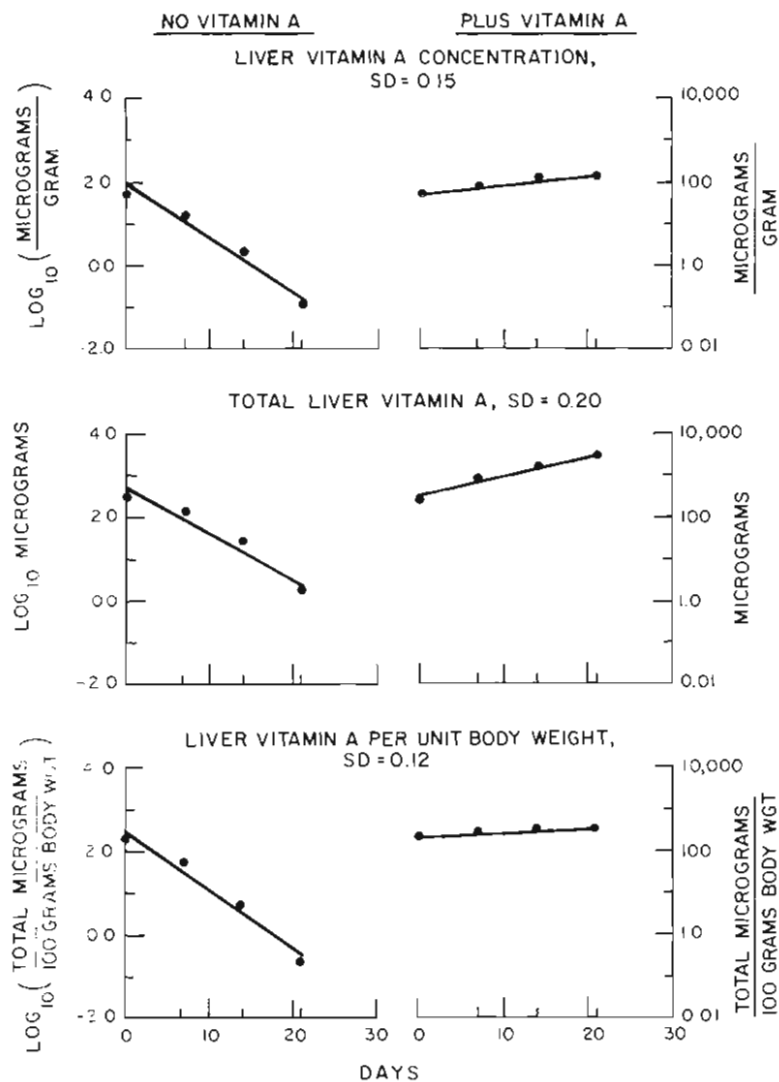 NO VITAMIN A
PLUS VITAMIN A
LIVER VITAMIN A CONCENTRATION,
SD = 0.15
LOG10 ( MICROGRAMS / GRAM )
4 0
2 0
0 0
-2.0
10,000
100
1.0
0.01
MICROGRAMS / GRAM
TOTAL LIVER VITAMIN A, SD = 0.20
LOG10 MICROGRAMS
4 0
2 0
0 0
-2 0
10,000
100
1.0
0.01
MICROGRAMS
LIVER VITAMIN A PER UNIT BODY WEIGHT,
SD = 0.12
LOG10 ( TOTAL MICROGRAMS / 100 GRAMS BODY WGT )
4 0
2 0
0 0
-2 0
10,000
100
1.0
0 01
TOTAL MICROGRAMS / 100 GRAMS BODY WGT
0 10 20 30
0 10 20 30
DAYS